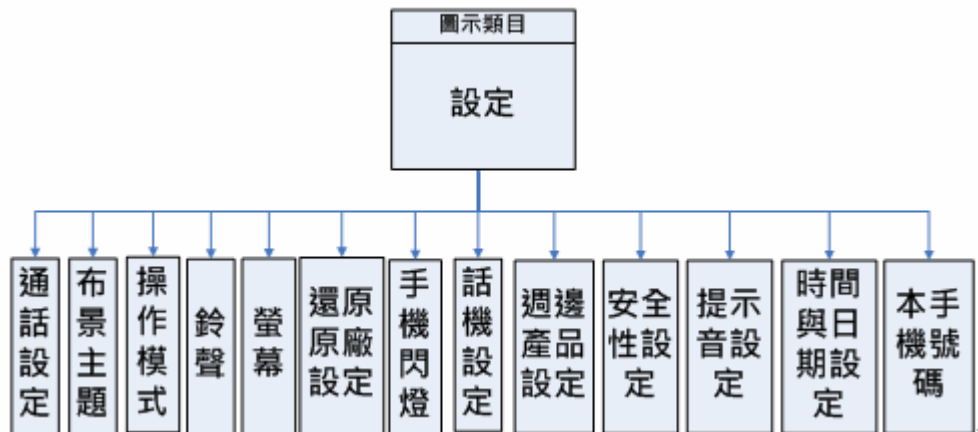 圖示類目
設定
通話設定
布景主題
操作模式
鈴聲
螢幕
還原
原廠
設定
手機閃燈
話機設定
週邊
產品
設定
安全
性設
定
提示
音設
定
時間
與日
期設
定
本手
機號
碼